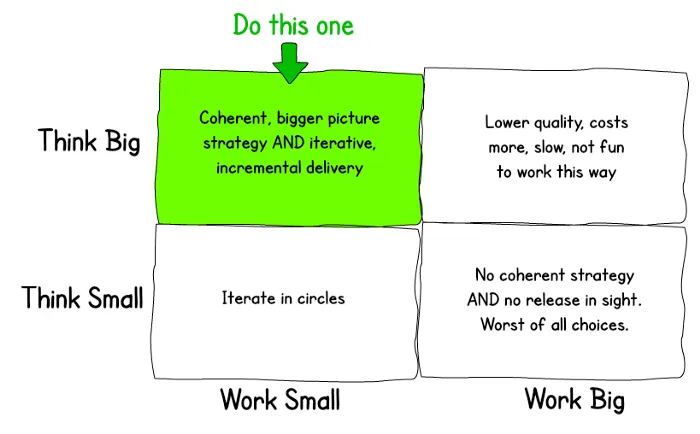 Do this one
Think Big
Coherent, bigger picture
strategy AND iterative,
incremental delivery
Lower quality, costs
more, slow, not fun
to work this way
Think Small
Iterate in circles
No coherent strategy
AND no release in sight.
Worst of all choices.
Work Small
Work Big